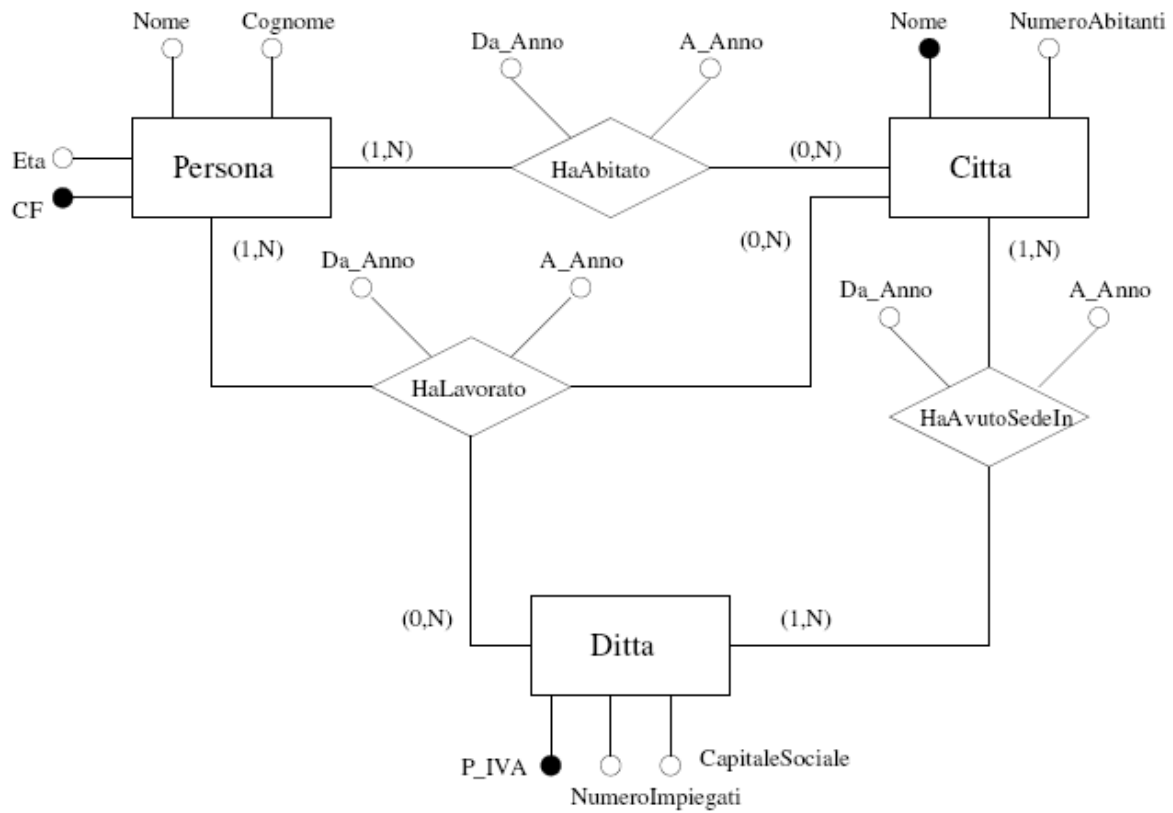 Nome Cognome
Da_Anno A_Anno
Nome NumeroAbitanti
Eta
CF
Persona
(1,N)
HaAbitato
(0,N)
Citta
(1,N)
Da_Anno A_Anno
(0,N)
(1,N)
Da_Anno A_Anno
HaLavorato
HaAvutoSedeIn
(0,N)
Ditta
(1,N)
P_IVA
NumeroImpiegati
CapitaleSociale